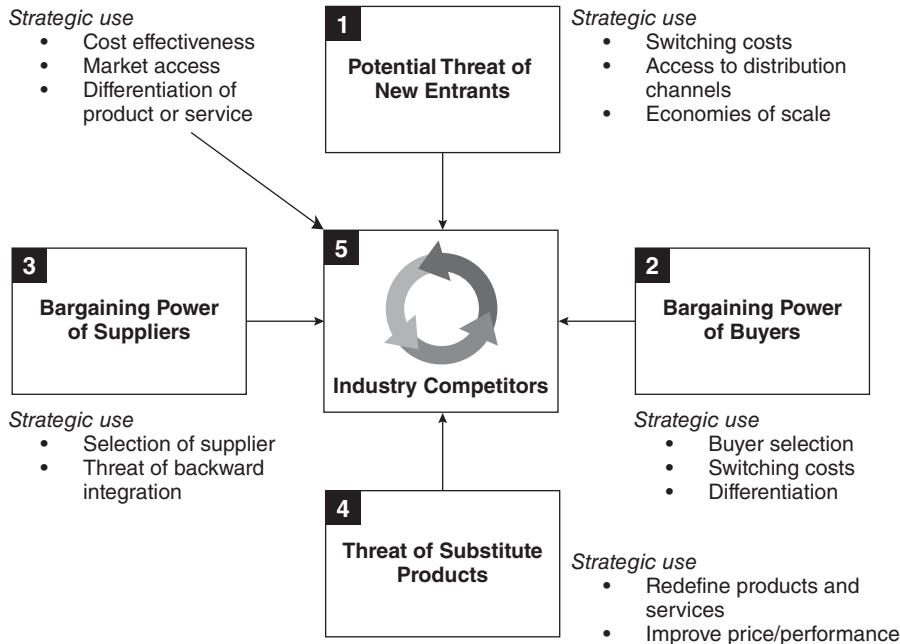 Strategic use
• Cost effectiveness
• Market access
• Differentiation of
product or service
1
Potential Threat of
New Entrants
Strategic use
• Switching costs
• Access to distribution
channels
• Economies of scale
3
Bargaining Power
of Suppliers
5
Industry Competitors
2
Bargaining Power
of Buyers
Strategic use
• Selection of supplier
• Threat of backward
integration
Strategic use
• Buyer selection
• Switching costs
• Differentiation
4
Threat of Substitute
Products
Strategic use
• Redefine products and
services
• Improve price/performance